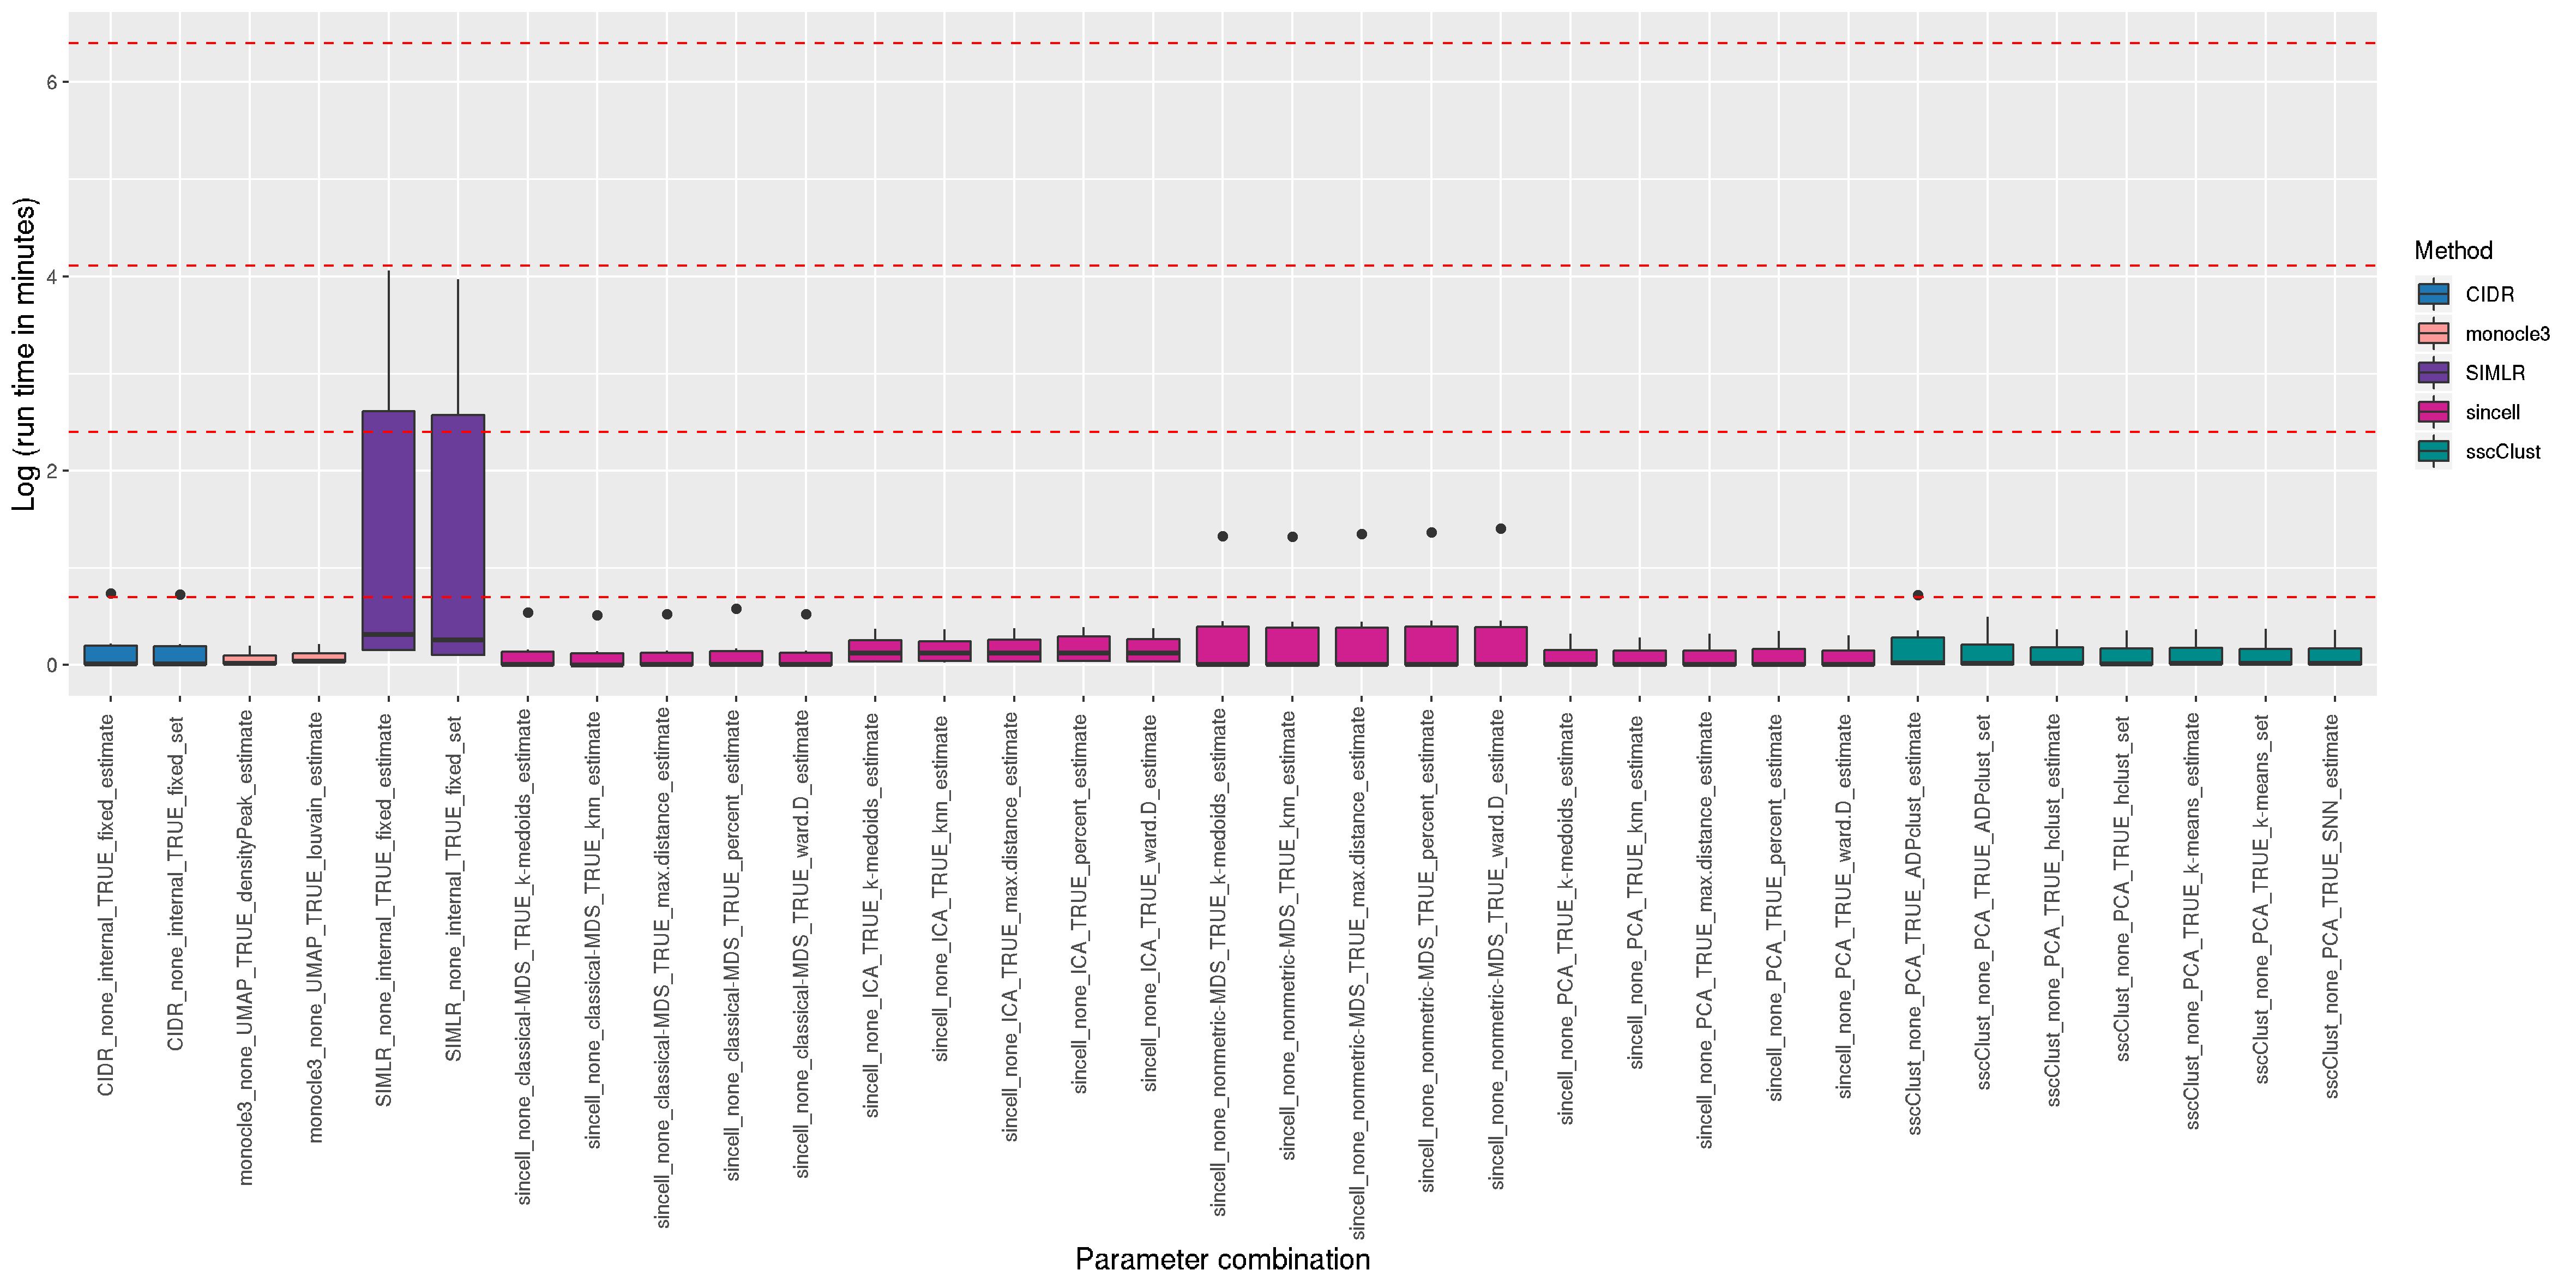 Log (run time in minutes)
6
4
2
0
CIDR_none_internal_TRUE_fixed_estimate
CIDR_none_internal_TRUE_fixed_set
monocle3_none_UMAP_TRUE_densityPeak_estimate
monocle3_none_UMAP_TRUE_louvain_estimate
SIMLR_none_internal_TRUE_fixed_estimate
SIMLR_none_internal_TRUE_fixed_set
sincell_none_classical-MDS_TRUE_k-medoids_estimate
sincell_none_classical-MDS_TRUE_knn_estimate
sincell_none_classical-MDS_TRUE_max.distance_estimate
sincell_none_classical-MDS_TRUE_percent_estimate
sincell_none_classical-MDS_TRUE_ward.D_estimate
sincell_none_ICA_TRUE_k-medoids_estimate
sincell_none_ICA_TRUE_knn_estimate
sincell_none_ICA_TRUE_max.distance_estimate
sincell_none_ICA_TRUE_percent_estimate
sincell_none_ICA_TRUE_ward.D_estimate
sincell_none_nonmetric-MDS_TRUE_k-medoids_estimate
sincell_none_nonmetric-MDS_TRUE_knn_estimate
sincell_none_nonmetric-MDS_TRUE_max.distance_estimate
sincell_none_nonmetric-MDS_TRUE_percent_estimate
sincell_none_nonmetric-MDS_TRUE_ward.D_estimate
sincell_none_PCA_TRUE_k-medoids_estimate
sincell_none_PCA_TRUE_knn_estimate
sincell_none_PCA_TRUE_max.distance_estimate
sincell_none_PCA_TRUE_percent_estimate
sincell_none_PCA_TRUE_ward.D_estimate
sscClust_none_PCA_TRUE_ADPclust_estimate
sscClust_none_PCA_TRUE_ADPclust_set
sscClust_none_PCA_TRUE_hclust_estimate
sscClust_none_PCA_TRUE_hclust_set
sscClust_none_PCA_TRUE_k-means_estimate
sscClust_none_PCA_TRUE_k-means_set
sscClust_none_PCA_TRUE_SNN_estimate
Parameter combination
Method
CIDR
monocle3
SIMLR
sincell
sscClust